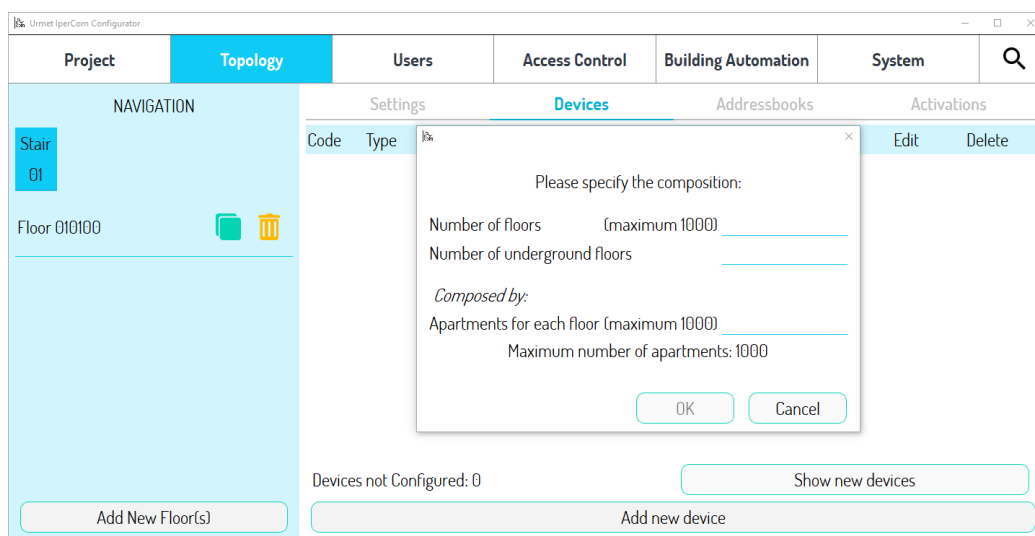 Urmet IperCom Configurator
Project Topology Users Access Control Building Automation System
NAVIGATION
Settings Devices Addressbooks Activations
Stair
01
Code Type Edit Delete
Floor 010100
Please specify the composition:
Number of floors (maximum 1000)
Number of underground floors
Composed by:
Apartments for each floor (maximum 1000)
Maximum number of apartments: 1000
OK Cancel
Devices not Configured: 0 Show new devices
Add New Floor(s) Add new device